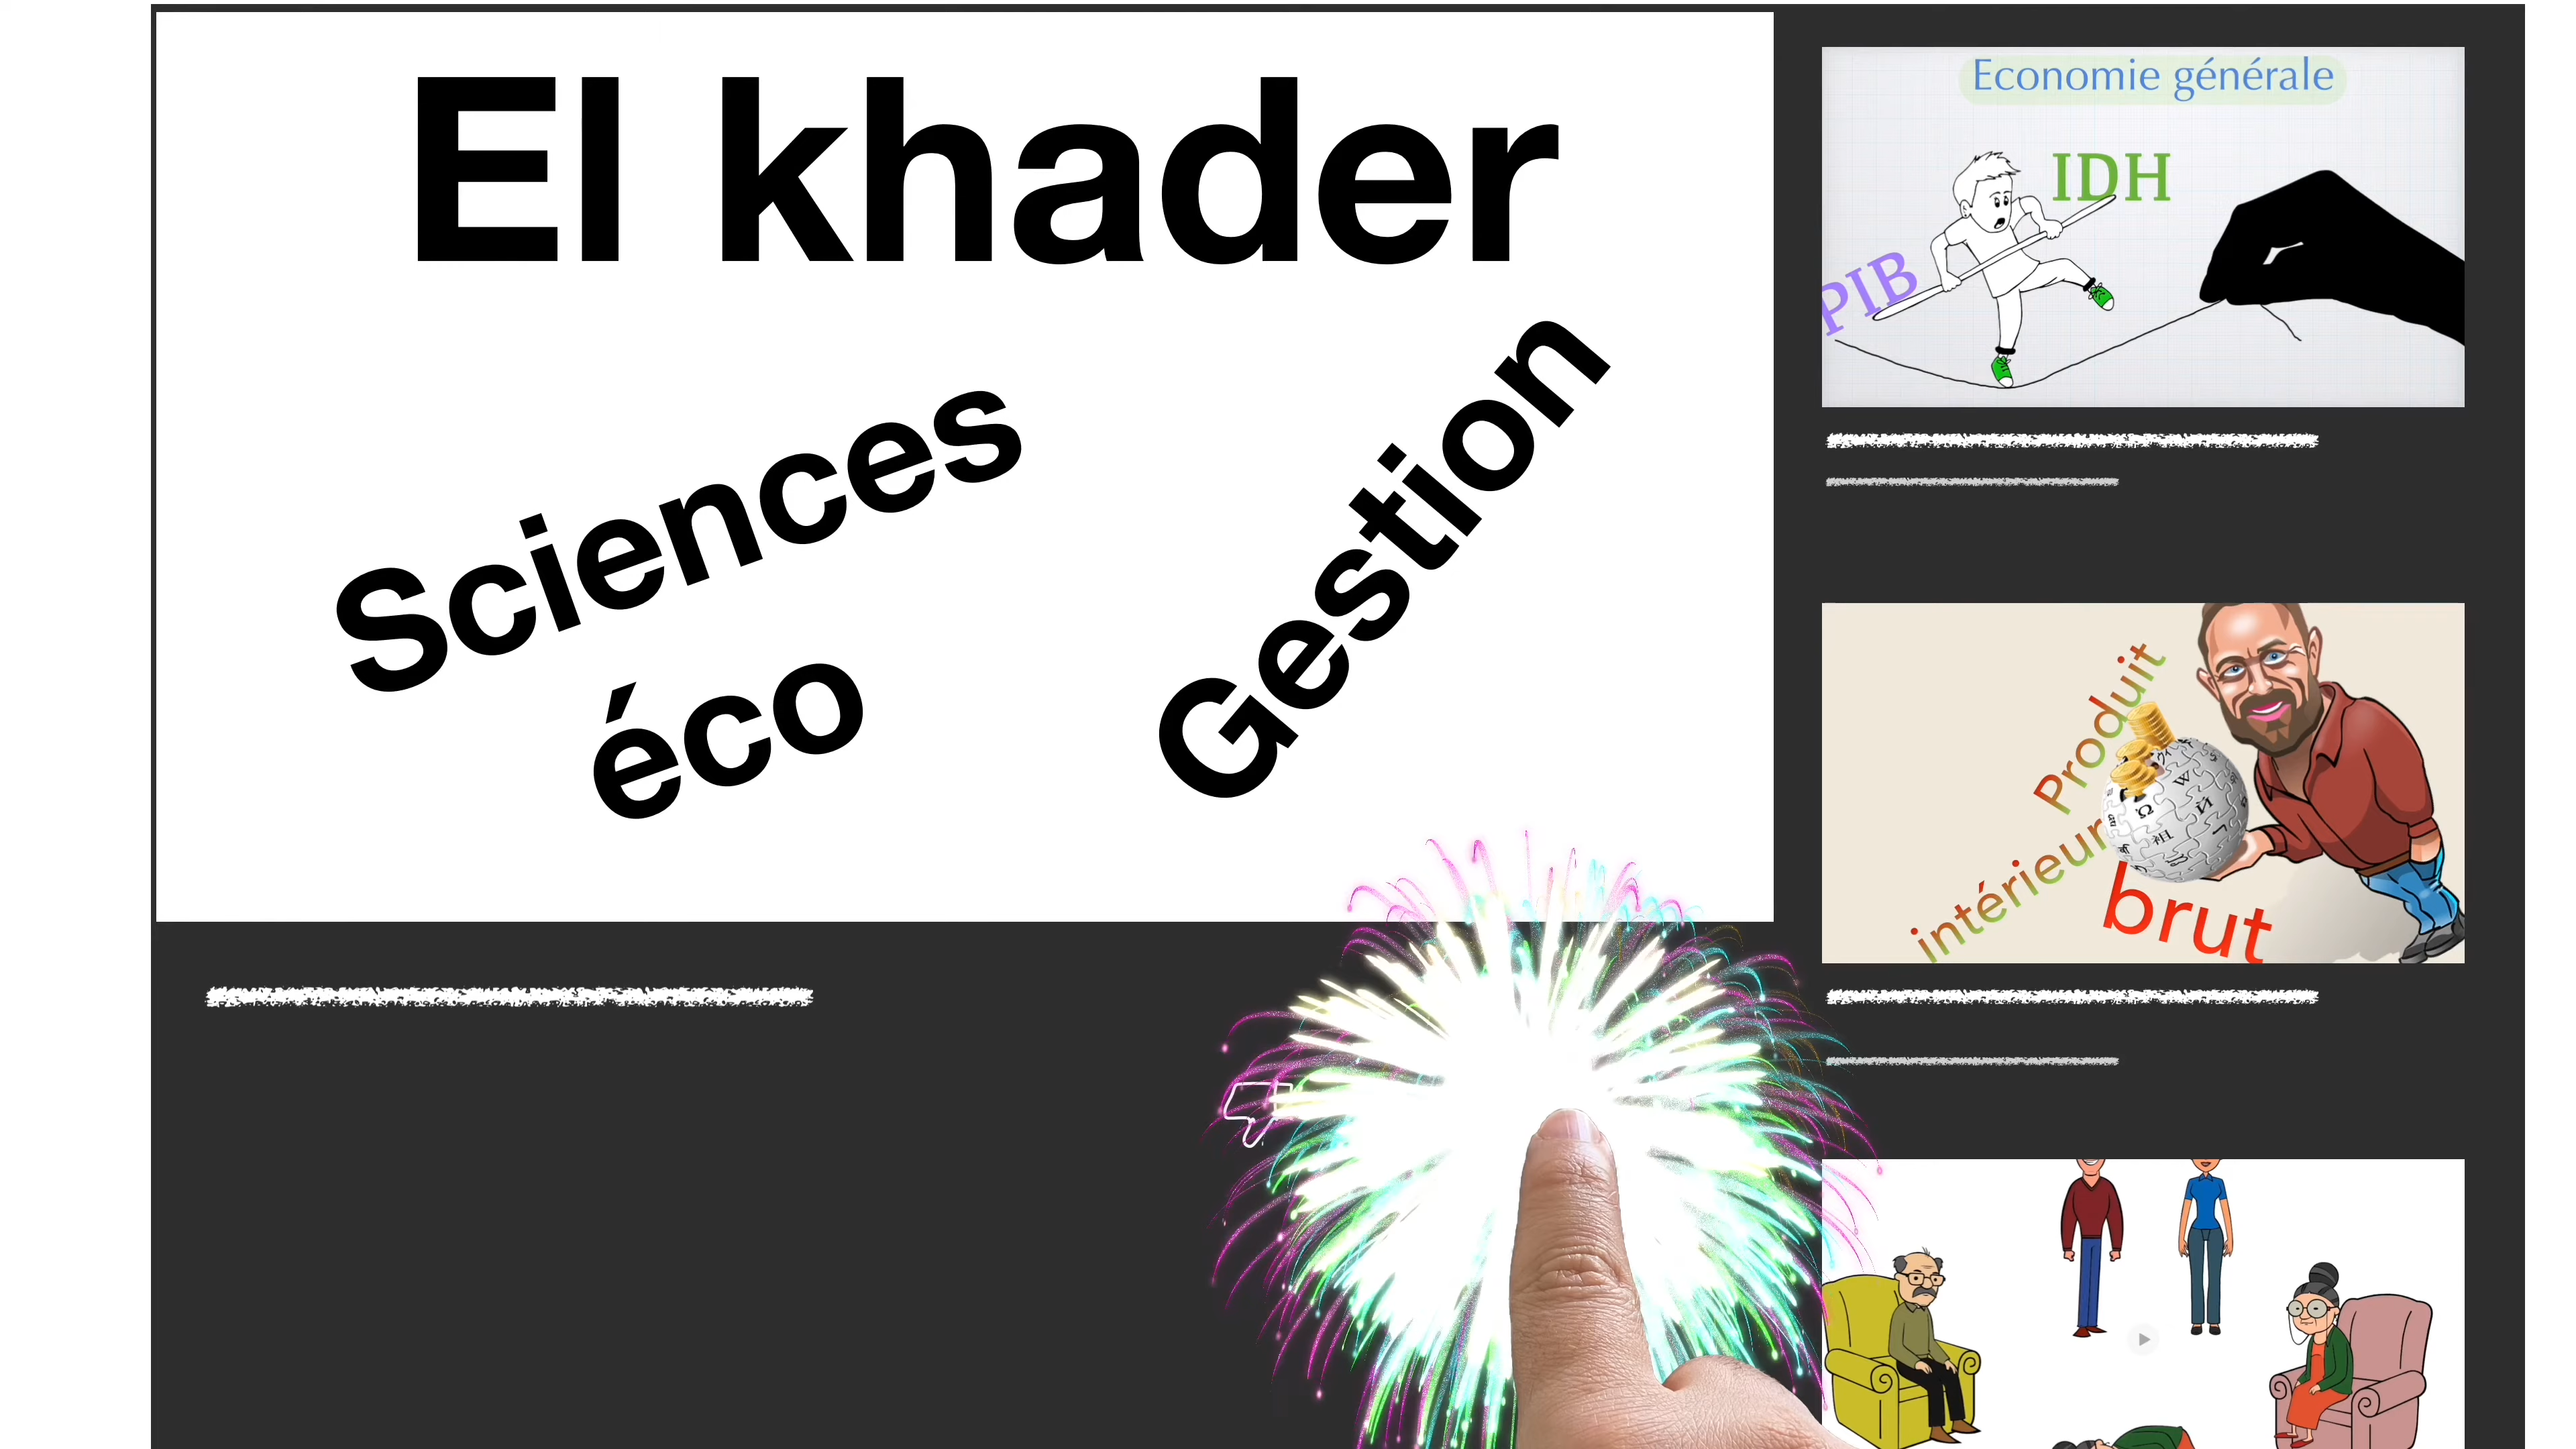 El khader
Sciences
éco
Gestion
Economie générale
IDH
PIB
Produit
intérieur
brut